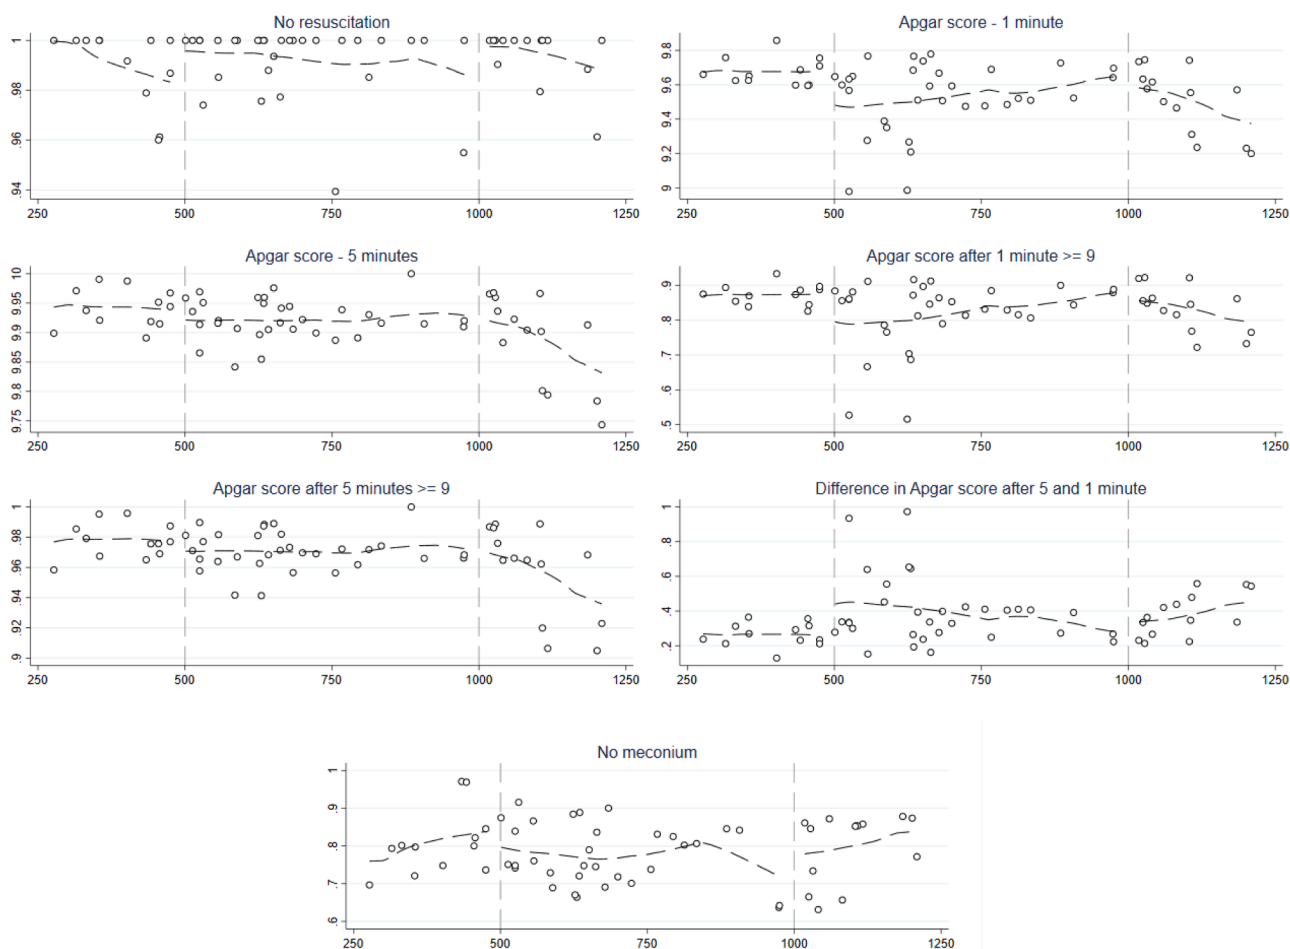 No resuscitation
1
.98
.96
.94
250 500 750 1000 1250
Apgar score - 1 minute
9.8
9.6
9.4
9.2
9
250 500 750 1000 1250
Apgar score - 5 minutes
10
9.95
9.9
9.85
9.8
9.75
250 500 750 1000 1250
Apgar score after 1 minute >= 9
.9
.8
.7
.6
.5
250 500 750 1000 1250
Apgar score after 5 minutes >= 9
1
.98
.96
.94
.92
.9
250 500 750 1000 1250
Difference in Apgar score after 5 and 1 minute
1
.8
.6
.4
.2
250 500 750 1000 1250
No meconium
1
.9
.8
.7
.6
250 500 750 1000 1250